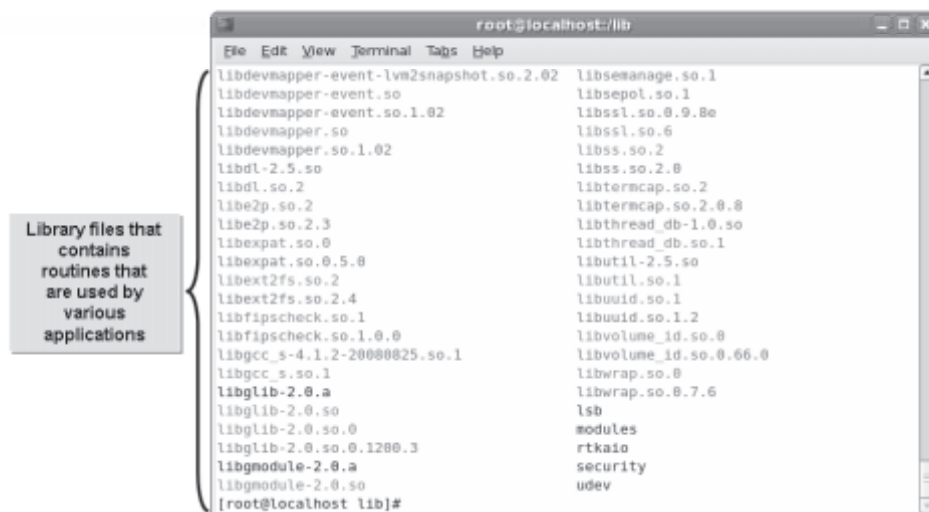 root@localhost:/lib
File Edit View Terminal Tabs Help
libdevmapper-event-lvm2snapshot.so.2.02 libsemanage.so.1
libdevmapper-event.so libsepol.so.1
libdevmapper-event.so.1.02 libssl.so.0.9.8e
libdevmapper.so libssl.so.6
libdevmapper.so.1.02 libss.so.2
libdl-2.5.so libss.so.2.0
libdl.so.2 libtermcap.so.2
libe2p.so.2 libtermcap.so.2.0.8
libe2p.so.2.3 libthread_db-1.0.so
libexpat.so.0 libthread_db.so.1
libexpat.so.0.5.0 libutil-2.5.so
libext2fs.so.2 libutil.so.1
libext2fs.so.2.4 libuuid.so.1
libfipscheck.so.1 libuuid.so.1.2
libfipscheck.so.1.0.0 libvolume_id.so.0
libgcc_s-4.1.2-20080825.so.1 libvolume_id.so.0.66.0
libgcc_s.so.1 libwrap.so.0
libglib-2.0.a libwrap.so.0.7.6
libglib-2.0.so lsb
libglib-2.0.so.0 modules
libglib-2.0.so.0.1200.3 rtkaio
libgmodule-2.0.a security
libgmodule-2.0.so udev
[root@localhost lib]#
Library files that
contains
routines that
are used by
various
applications